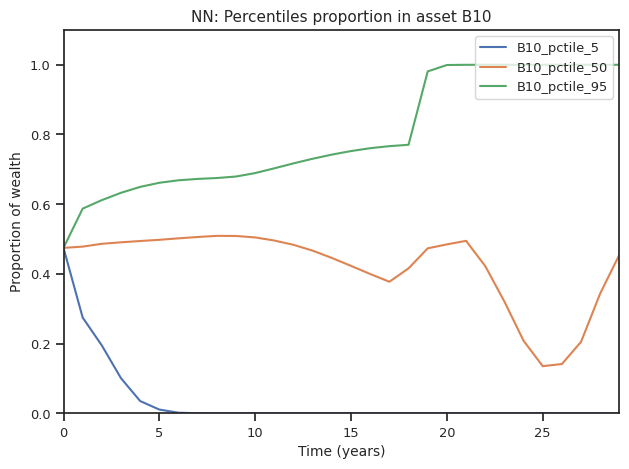 NN: Percentiles proportion in asset B10
B10_pctile_5
B10_pctile_50
B10_pctile_95
Proportion of wealth
1.0
0.8
0.6
0.4
0.2
0.0
0 5 10 15 20 25
Time (years)